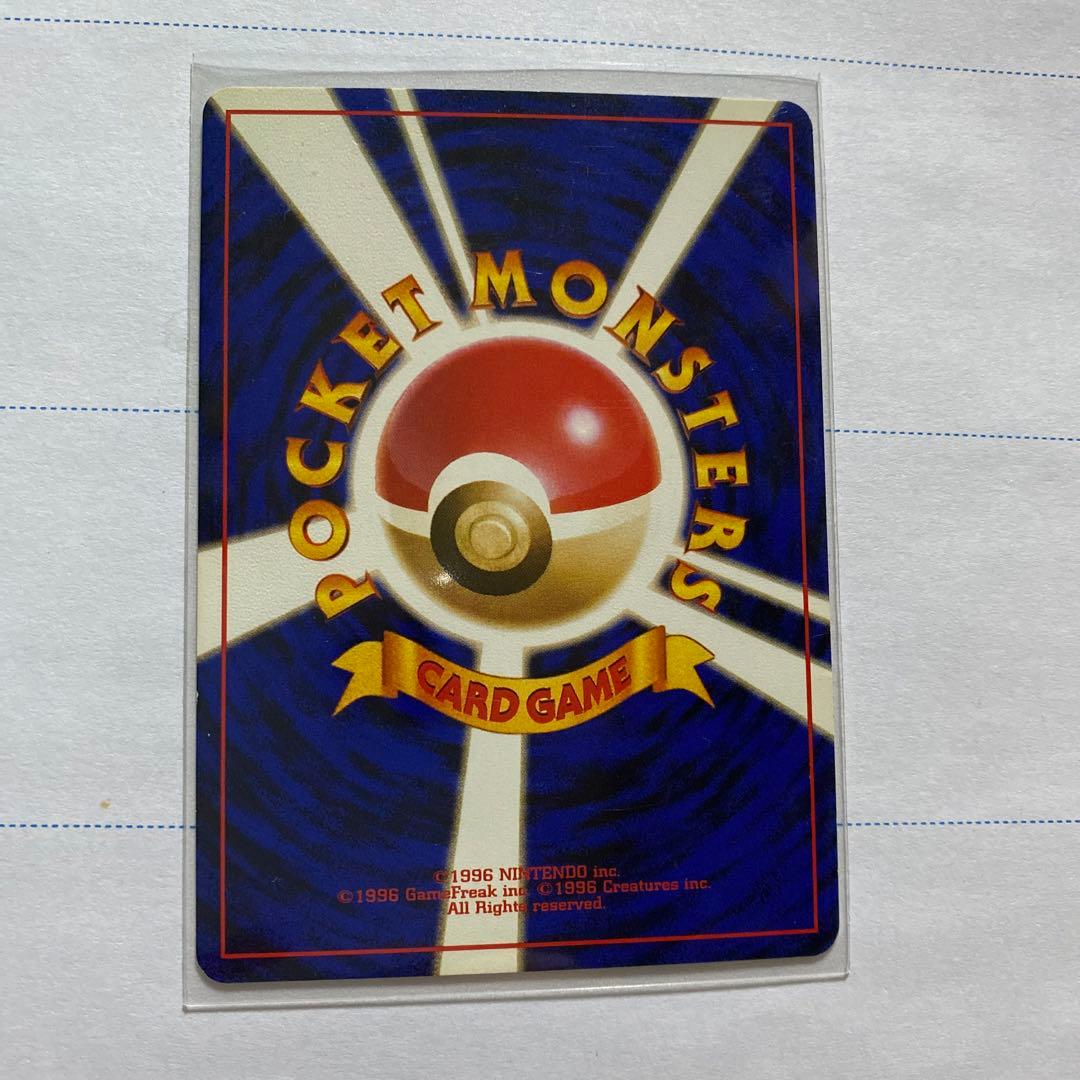 POCKET MONSTERS
CARD GAME
©1996 NINTENDO inc.
©1996 GameFreak inc. ©1996 Creatures inc.
All Rights reserved.